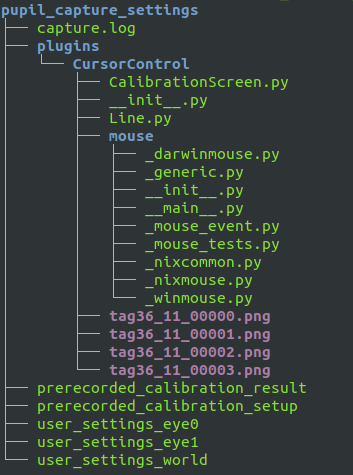 pupil_capture_settings
capture.log
plugins
CursorControl
CalibrationScreen.py
__init__.py
Line.py
mouse
_darwinmouse.py
_generic.py
__init__.py
__main__.py
_mouse_event.py
_mouse_tests.py
_nixcommon.py
_nixmouse.py
_winmouse.py
tag36_11_00000.png
tag36_11_00001.png
tag36_11_00002.png
tag36_11_00003.png
prerecorded_calibration_result
prerecorded_calibration_setup
user_settings_eye0
user_settings_eye1
user_settings_world